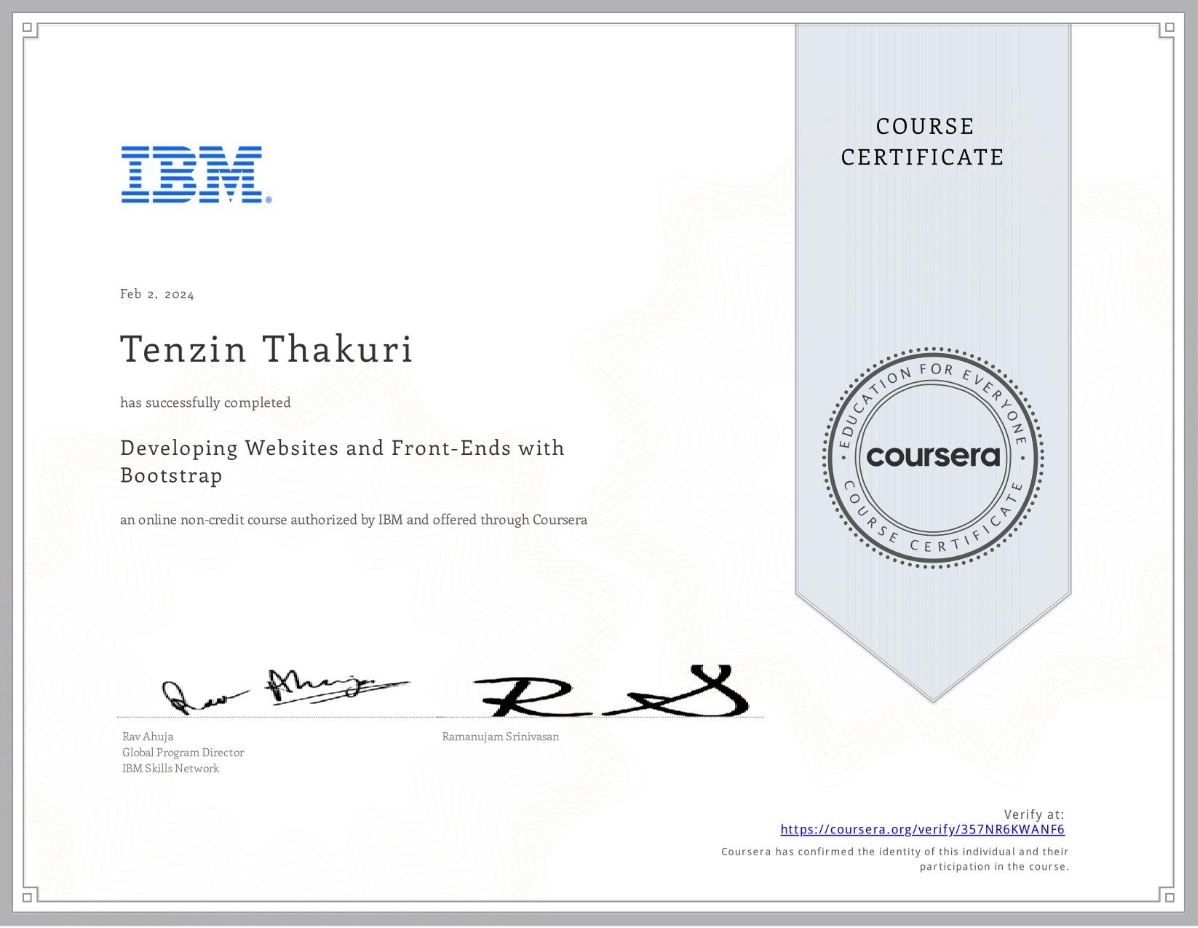 COURSE
CERTIFICATE
IBM®
Feb 2, 2024
Tenzin Thakuri
has successfully completed
Developing Websites and Front-Ends with
Bootstrap
an online non-credit course authorized by IBM and offered through Coursera
EDUCATION FOR EVERYONE
coursera
COURSE CERTIFICATE
Rav Ahuja
Rav Ahuja
Global Program Director
IBM Skills Network
R S
Ramanujam Srinivasan
Verify at:
https://coursera.org/verify/357NR6KWANF6
Coursera has confirmed the identity of this individual and their
participation in the course.